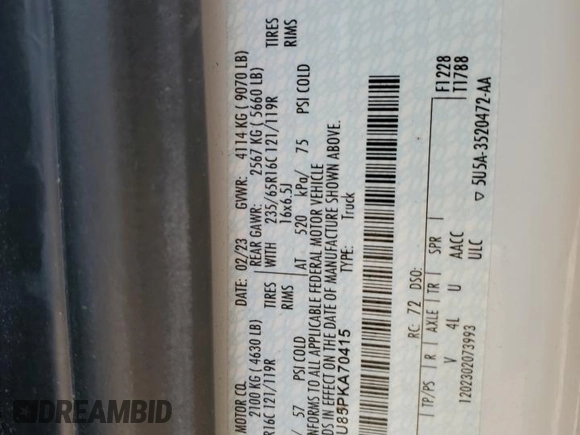 MOTOR CO. DATE: 02/23 GVWR: 4114 KG ( 9070 LB)
2100 KG ( 4630 LB) REAR GAWR: 2567 KG ( 5660 LB)
R16C 121/119R TIRES WITH 235/65R16C 121/119R TIRES
RIMS 16x6.5J RIMS
/ 57 PSI COLD AT 520 kPa/ 75 PSI COLD
NFORMS TO ALL APPLICABLE FEDERAL MOTOR VEHICLE
DS IN EFFECT ON THE DATE OF MANUFACTURE SHOWN ABOVE.
U85PKA70415 TYPE: Truck
RC: 72 DSO:
F1228
T1788
TP/PS R AXLE TR SPR
V 4L U AACC
1202302073993 ULC
▽ 5U5A-3520472-AA
DREAMBID